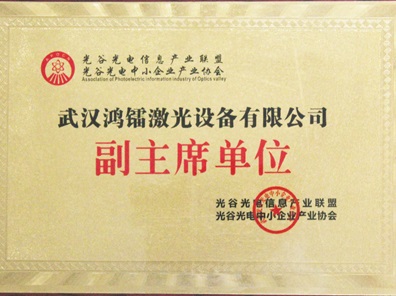 光谷光电信息产业联盟
光谷光电中小企业产业协会
Association of Photoelectric information industry of Optics valley
武汉鸿镭激光设备有限公司
副主席单位
光谷光电信息产业联盟
光谷光电中小企业产业协会